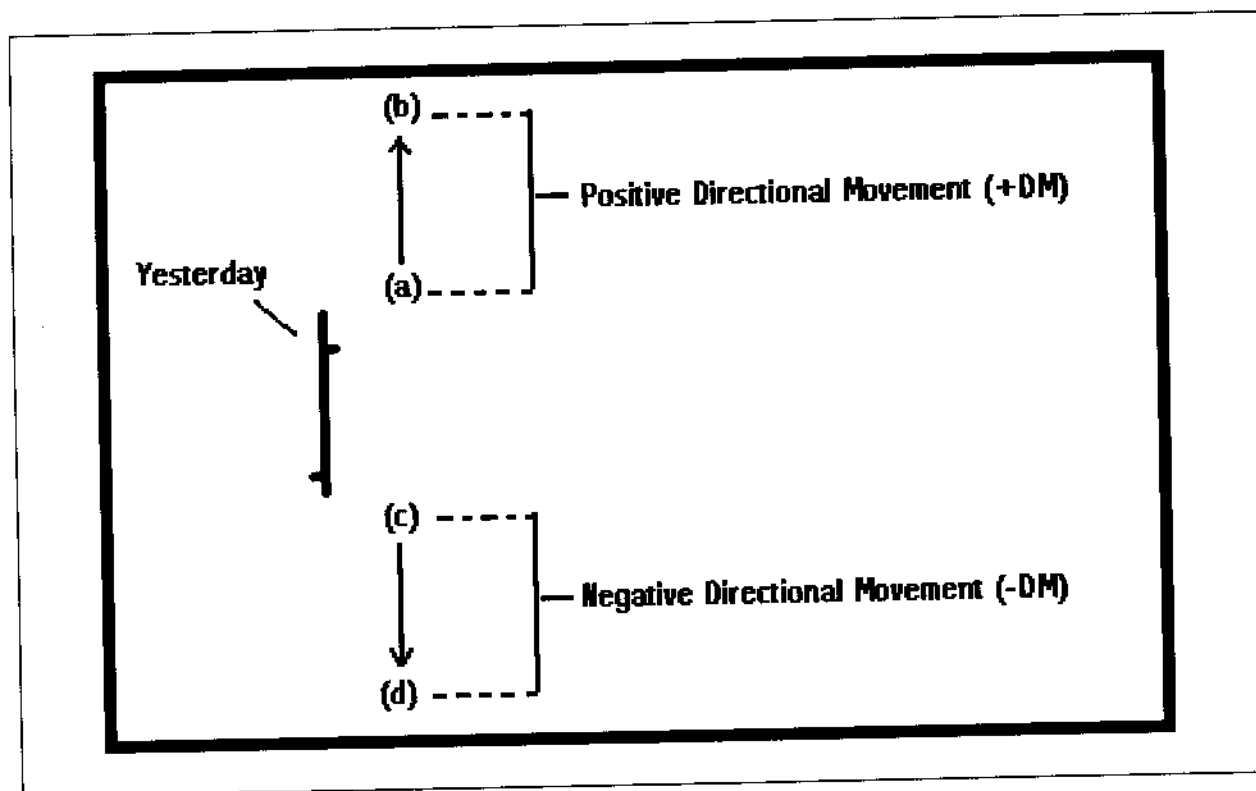 (b)
Positive Directional Movement (+DM)
Yesterday
(a)
(c)
Negative Directional Movement (-DM)
(d)